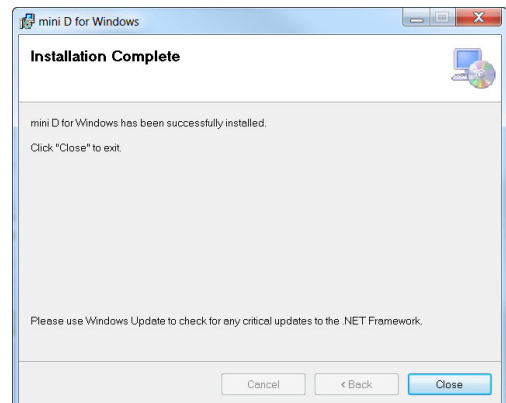 mini D for Windows
Installation Complete
mini D for Windows has been successfully installed.
Click "Close" to exit.
Please use Windows Update to check for any critical updates to the .NET Framework.
Cancel < Back Close